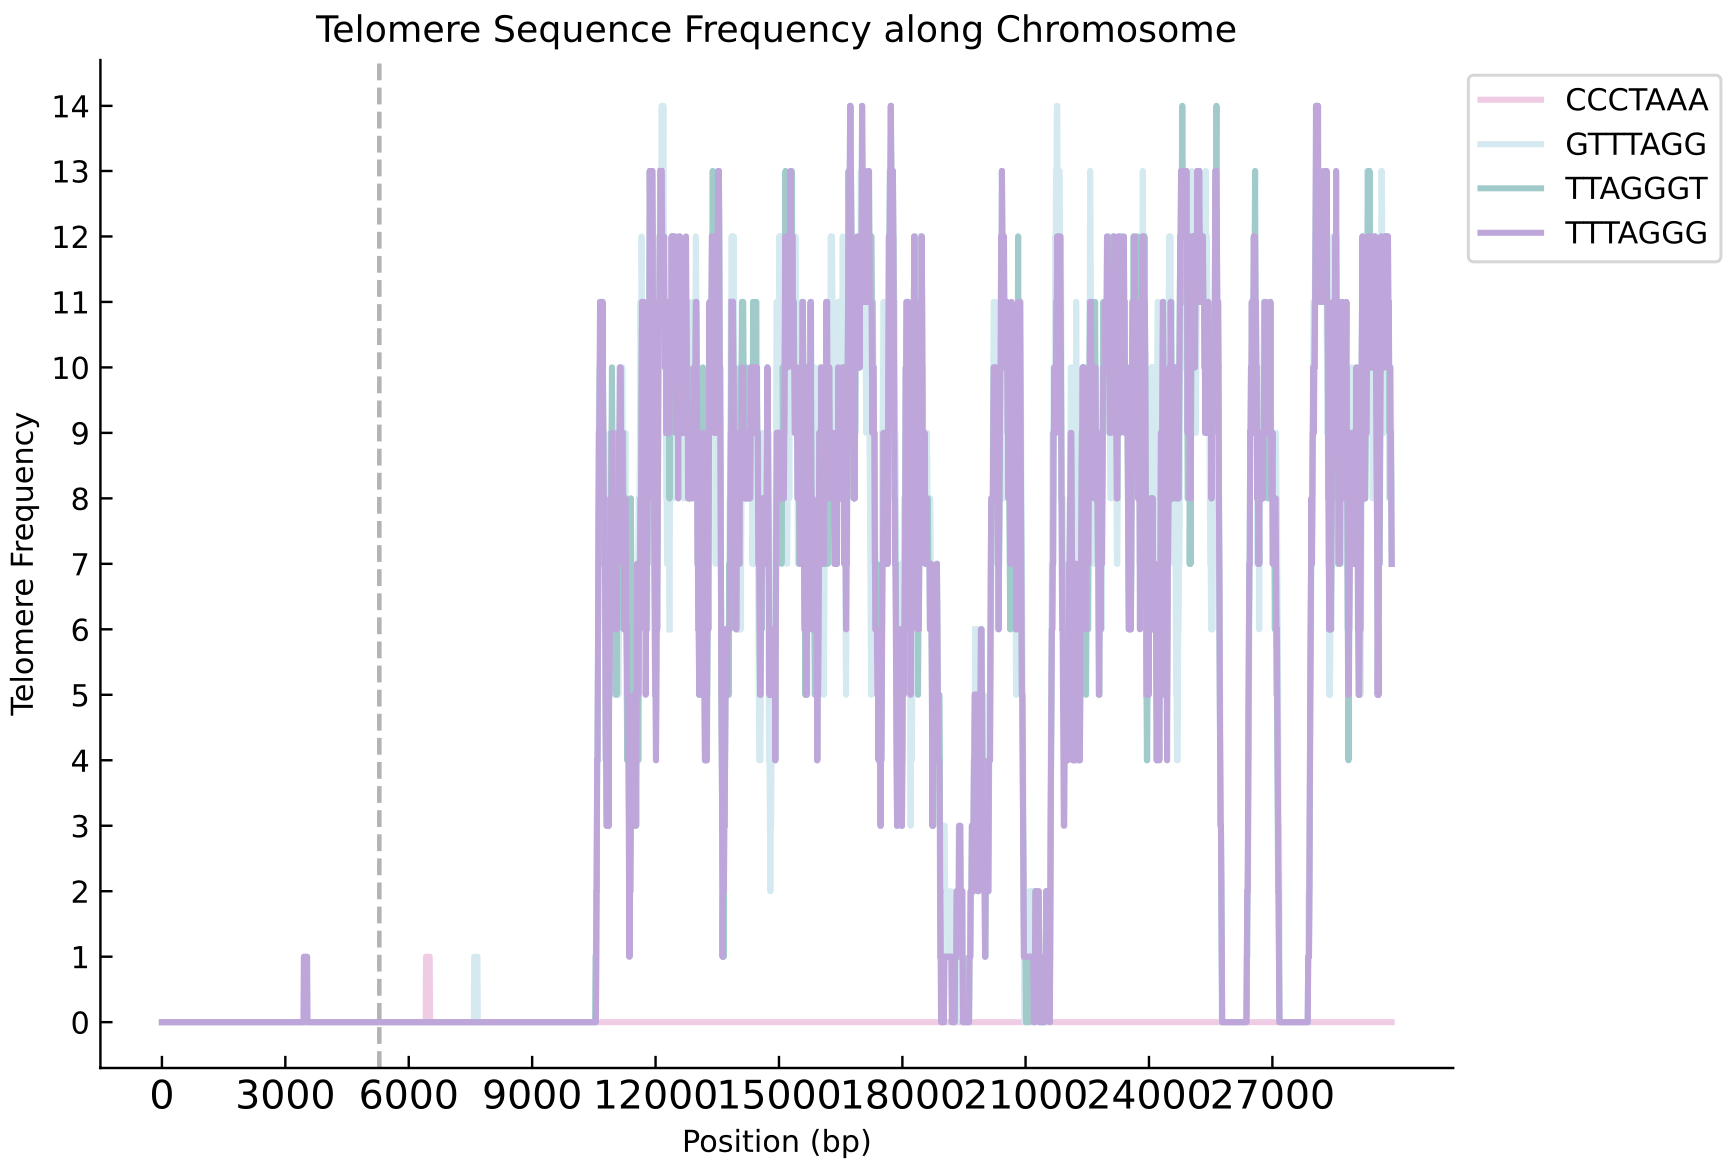 Telomere Sequence Frequency along Chromosome
14
13
12
11
10
9
8
7
6
5
4
3
2
1
0
Telomere Frequency
0 3000 6000 9000 12000 15000 18000 21000 24000 27000
Position (bp)
CCCTAAA
GTTTAGG
TTAGGGT
TTTAGGG